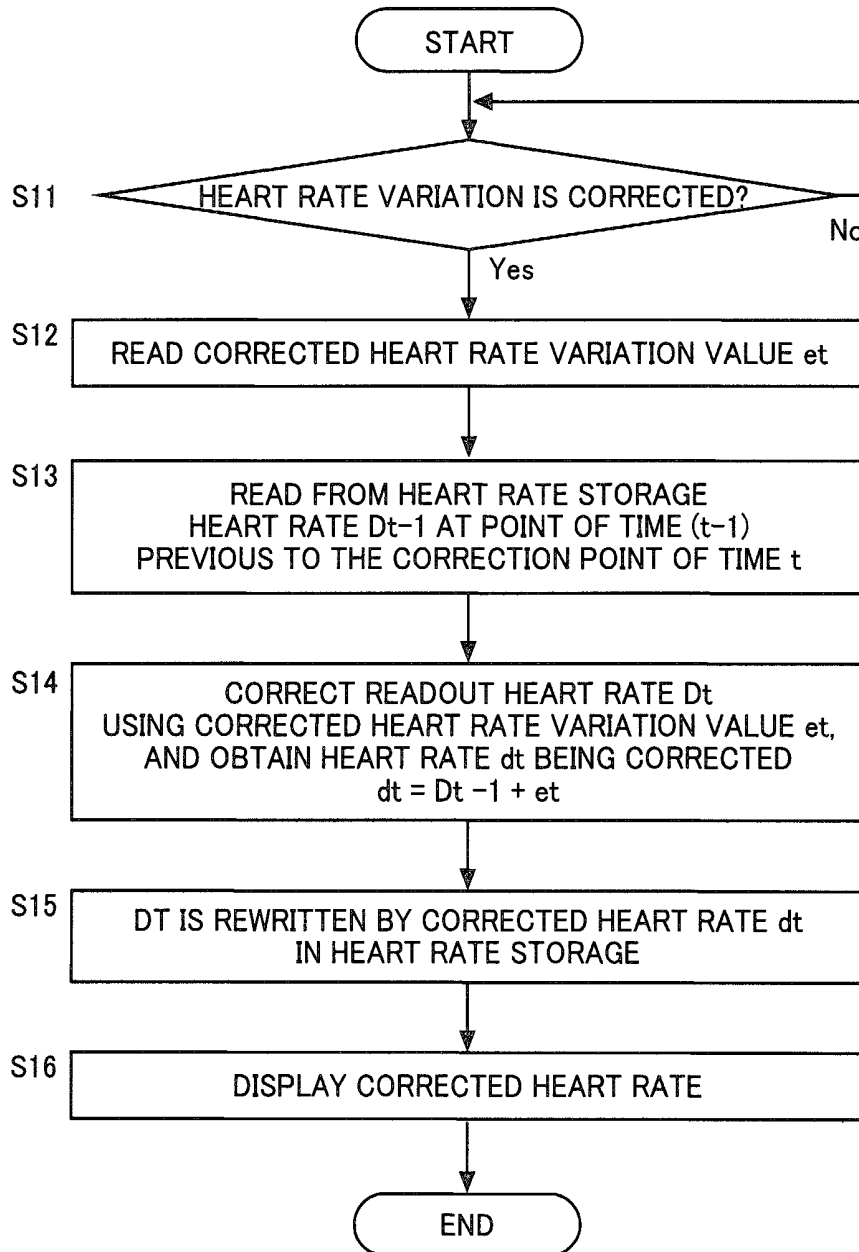 START
S11
HEART RATE VARIATION IS CORRECTED?
No
Yes
S12
READ CORRECTED HEART RATE VARIATION VALUE et
S13
READ FROM HEART RATE STORAGE
HEART RATE Dt-1 AT POINT OF TIME (t-1)
PREVIOUS TO THE CORRECTION POINT OF TIME t
S14
CORRECT READOUT HEART RATE Dt
USING CORRECTED HEART RATE VARIATION VALUE et,
AND OBTAIN HEART RATE dt BEING CORRECTED
dt = Dt -1 + et
S15
DT IS REWRITTEN BY CORRECTED HEART RATE dt
IN HEART RATE STORAGE
S16
DISPLAY CORRECTED HEART RATE
END